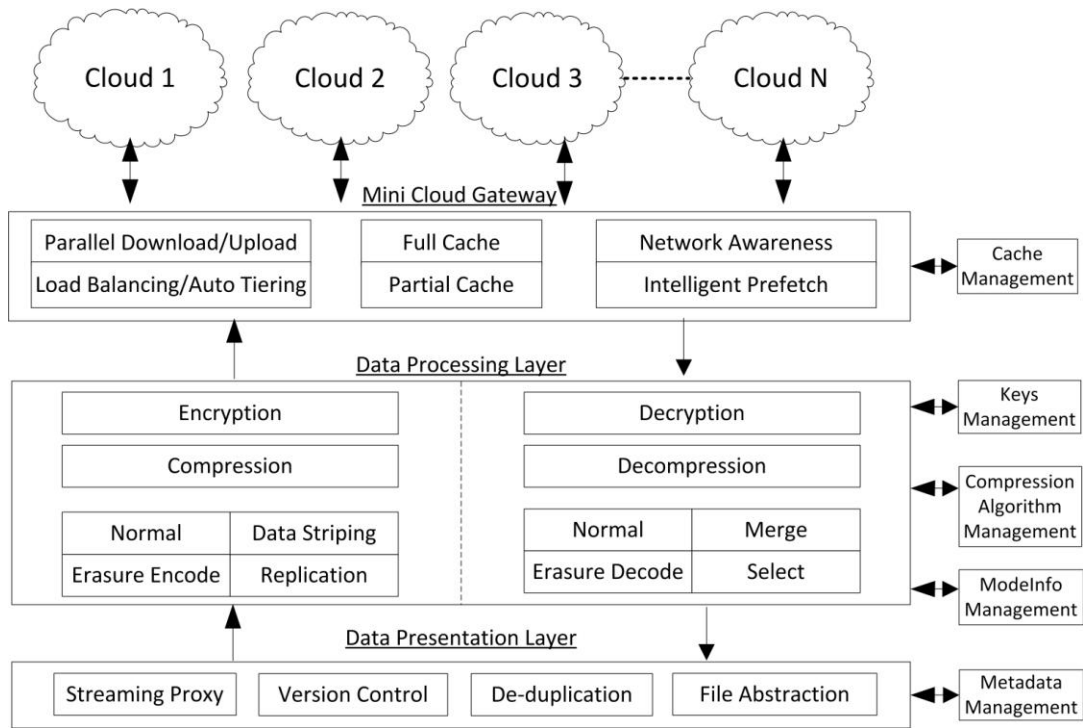 Cloud 1
Cloud 2
Cloud 3
Cloud N
Mini Cloud Gateway
Parallel Download/Upload
Load Balancing/Auto Tiering
Full Cache
Partial Cache
Network Awareness
Intelligent Prefetch
Cache
Management
Data Processing Layer
Encryption
Compression
Normal
Data Striping
Erasure Encode
Replication
Decryption
Decompression
Normal
Merge
Erasure Decode
Select
Keys
Management
Compression
Algorithm
Management
ModeInfo
Management
Data Presentation Layer
Streaming Proxy
Version Control
De-duplication
File Abstraction
Metadata
Management